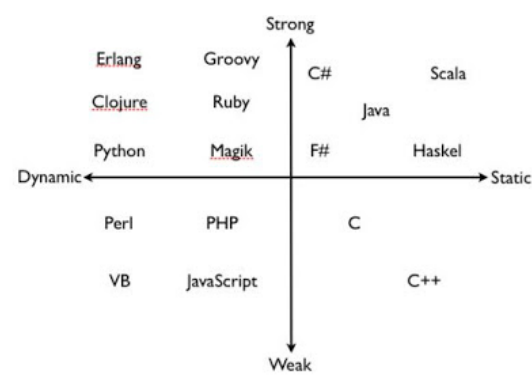 Strong
Erlang Groovy C# Scala
Clojure Ruby Java
Python Magik F# Haskel
Dynamic Static
Perl PHP C
VB JavaScript C++
Weak